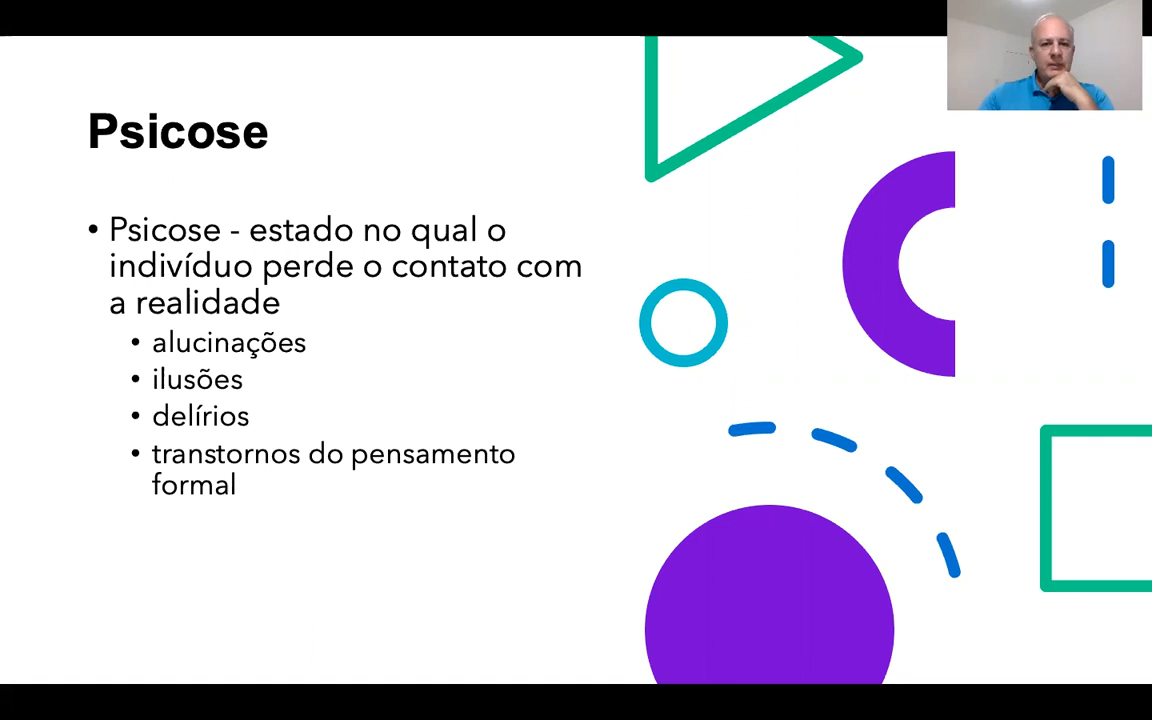 Psicose
• Psicose - estado no qual o
indivíduo perde o contato com
a realidade
• alucinações
• ilusões
• delírios
• transtornos do pensamento
formal